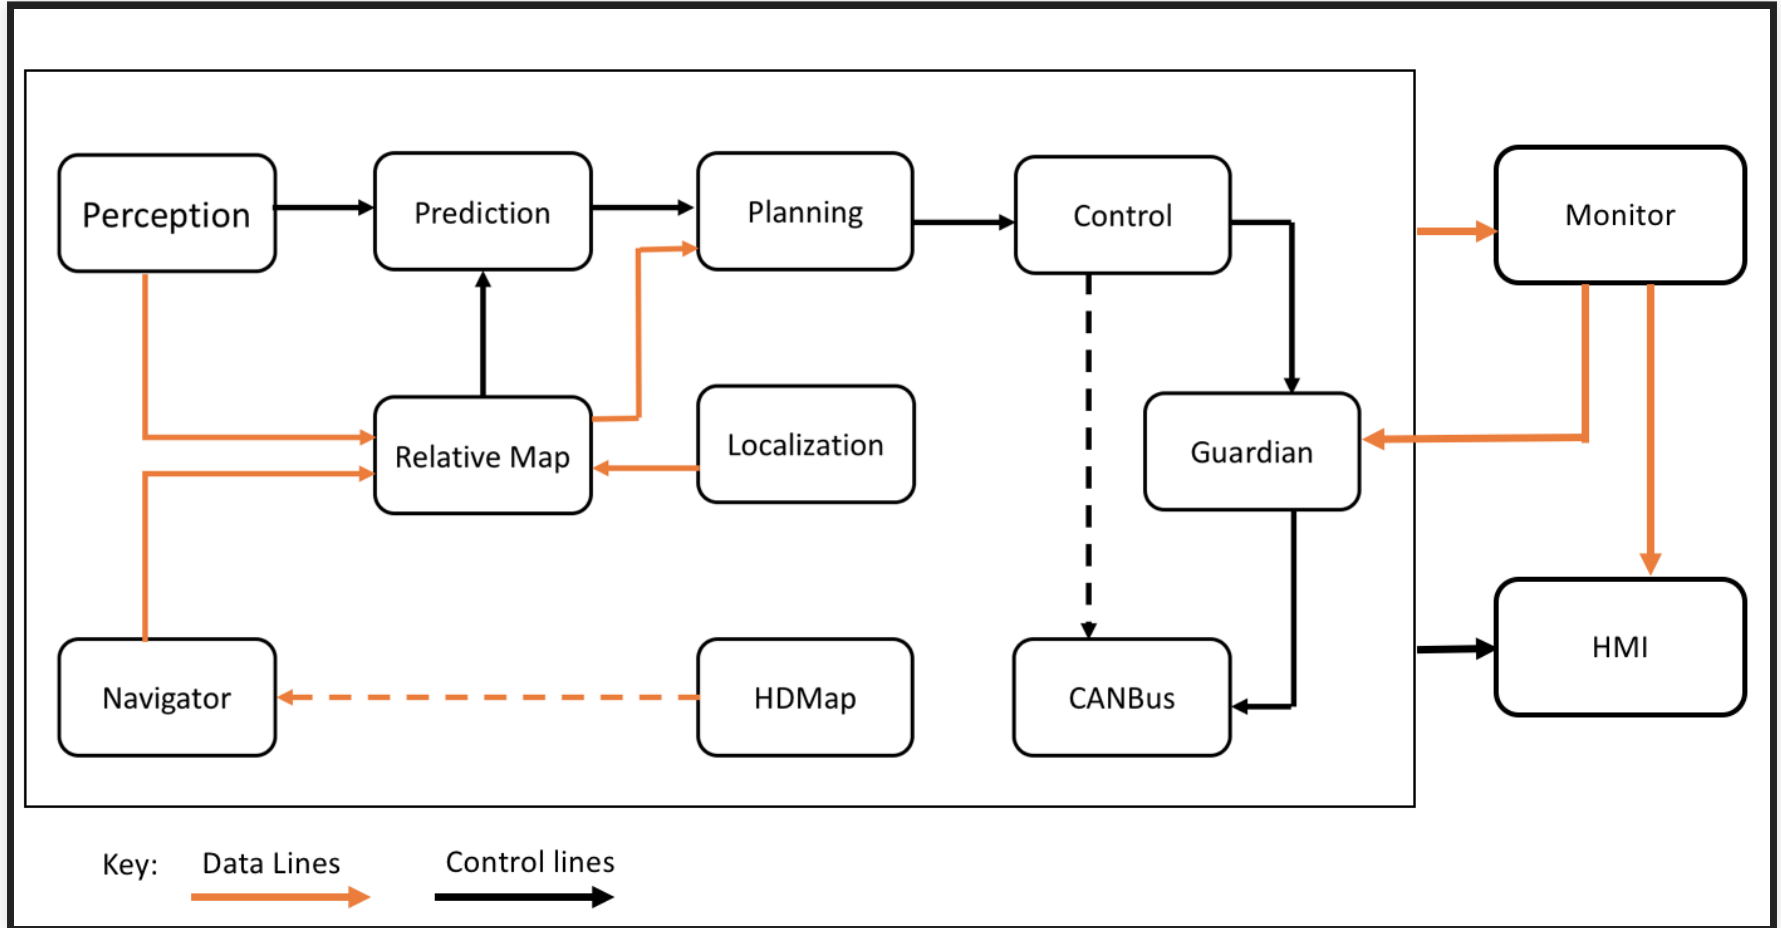 Perception
Prediction
Planning
Control
Monitor
Relative Map
Localization
Guardian
Navigator
HDMap
CANBus
HMI
Key:
Data Lines
Control lines